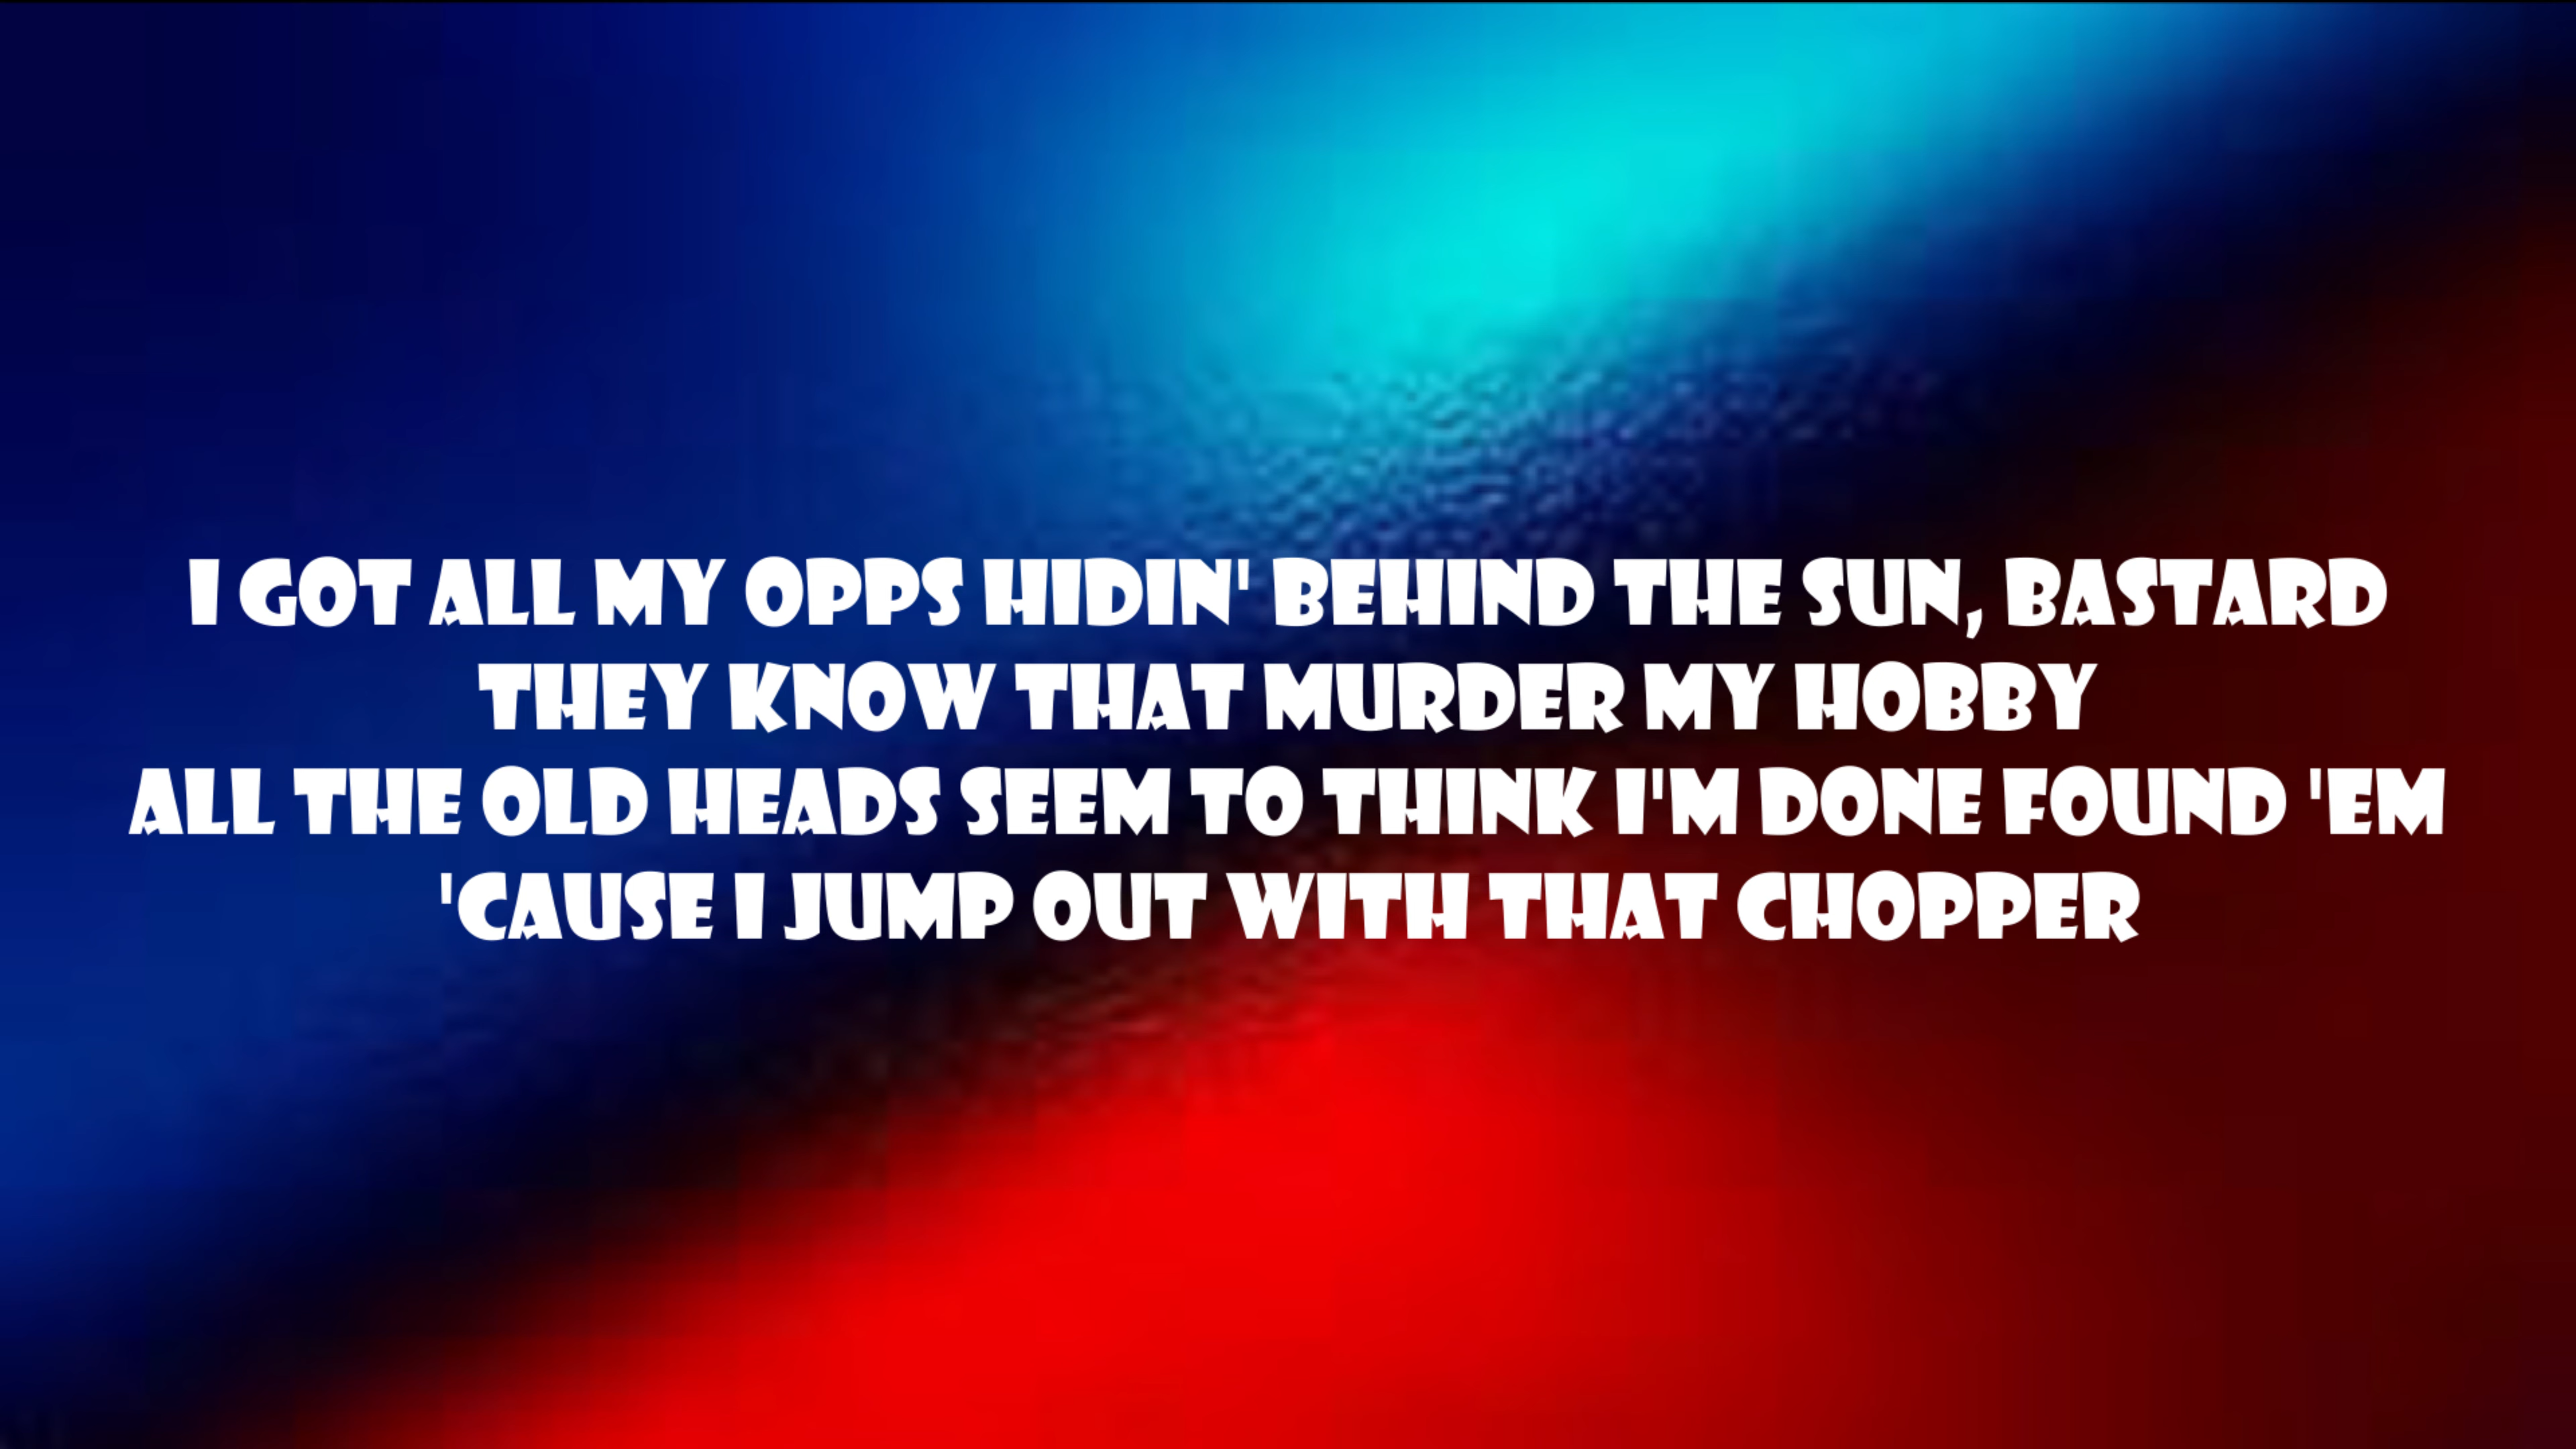 I GOT ALL MY OPPS HIDIN' BEHIND THE SUN, BASTARD
THEY KNOW THAT MURDER MY HOBBY
ALL THE OLD HEADS SEEM TO THINK I'M DONE FOUND 'EM
'CAUSE I JUMP OUT WITH THAT CHOPPER